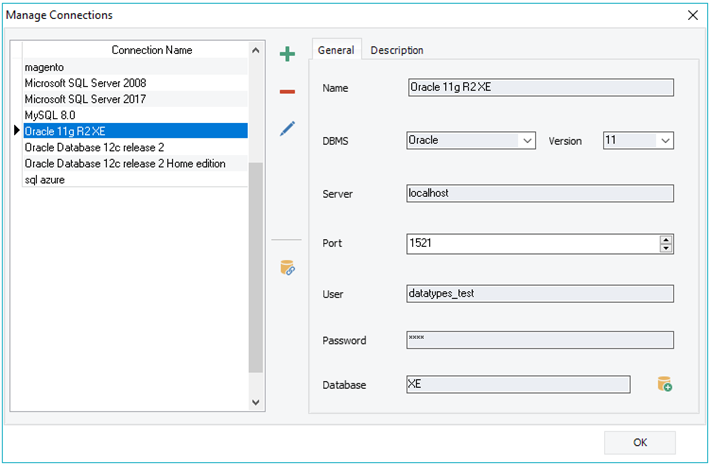 Manage Connections
Connection Name
magento
Microsoft SQL Server 2008
Microsoft SQL Server 2017
MySQL 8.0
Oracle 11g R2 XE
Oracle Database 12c release 2
Oracle Database 12c release 2 Home edition
sql azure
General Description
Name Oracle 11g R2 XE
DBMS Oracle Version 11
Server localhost
Port 1521
User datatypes_test
Password ****
Database XE
OK